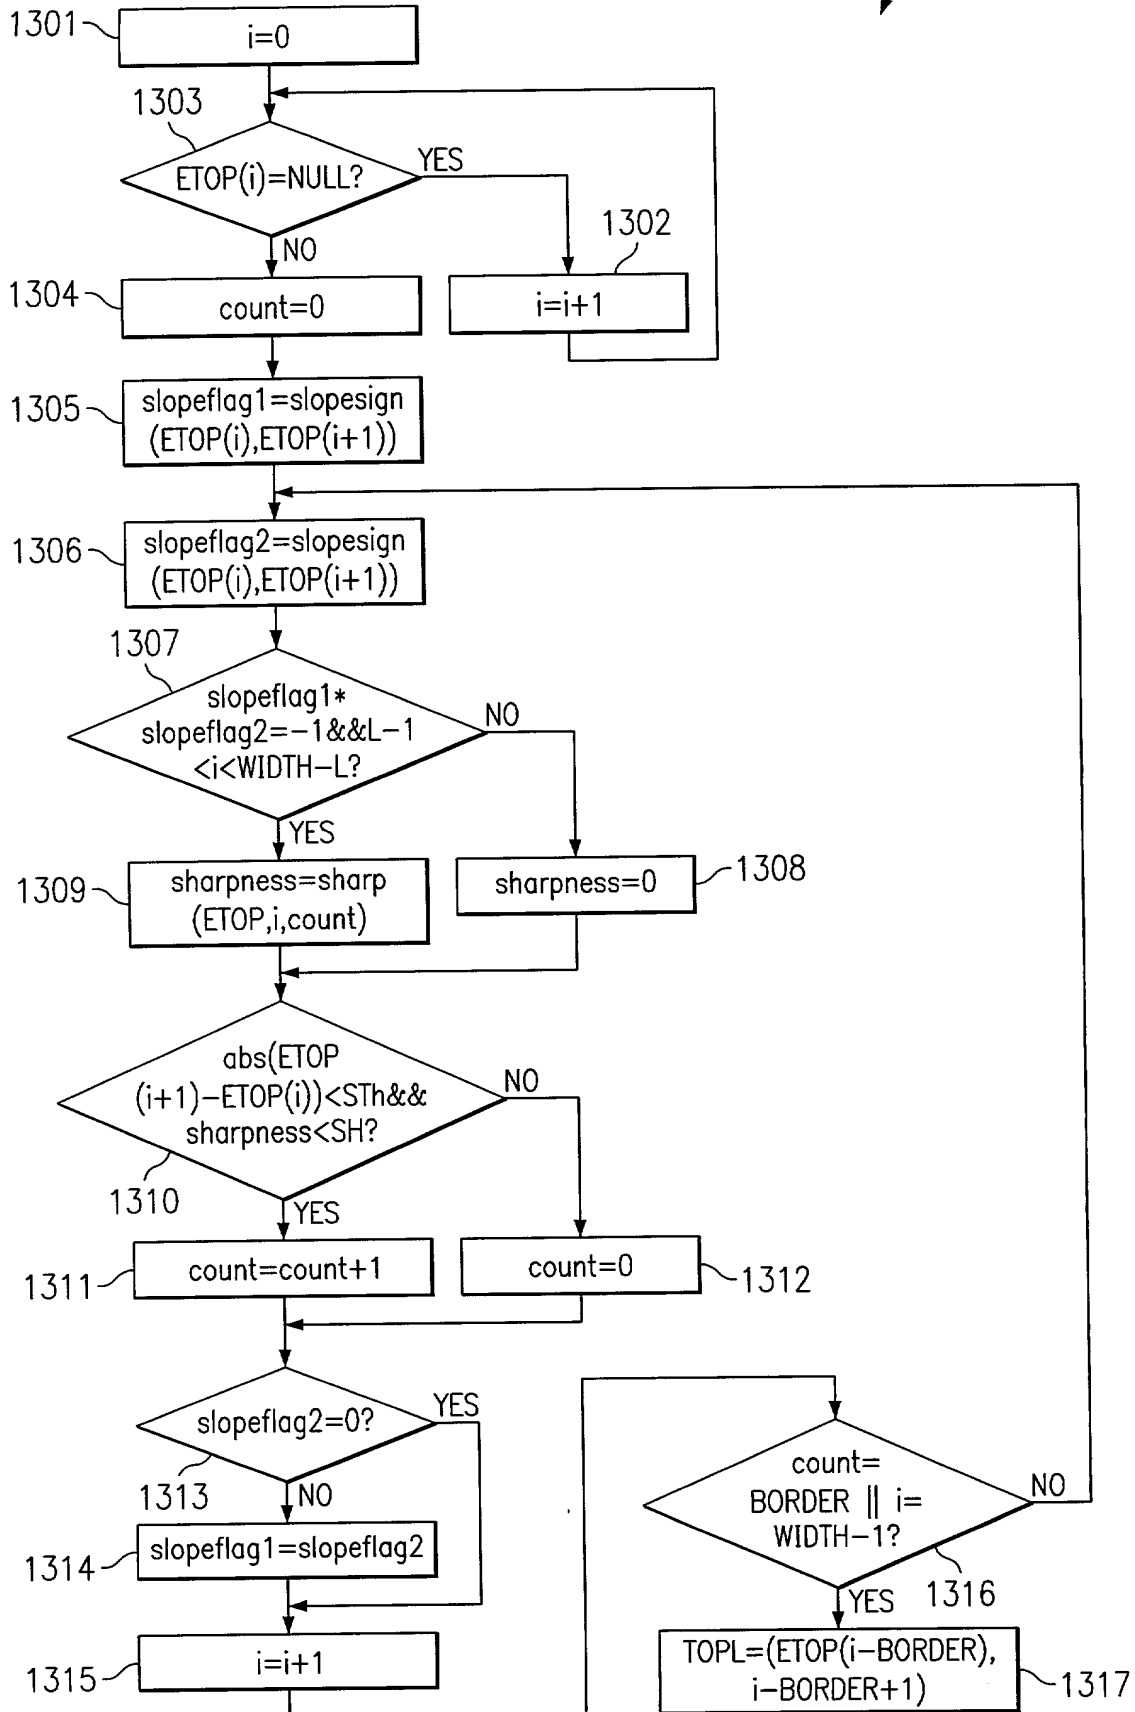 1301
i=0
1303
ETOP(i)=NULL?
YES
NO
1302
i=i+1
1304
count=0
1305
slopeflag1=slopesign
(ETOP(i),ETOP(i+1))
1306
slopeflag2=slopesign
(ETOP(i),ETOP(i+1))
1307
slopeflag1*
slopeflag2=-1&&L-1
<i<WIDTH-L?
NO
YES
1309
sharpness=sharp
(ETOP,i,count)
sharpness=0
1308
abs(ETOP
(i+1)-ETOP(i))<STh&&
sharpness<SH?
NO
1310
YES
1311
count=count+1
count=0
1312
slopeflag2=0?
YES
1313
NO
1314
slopeflag1=slopeflag2
1315
i=i+1
count=
BORDER || i=
WIDTH-1?
NO
1316
YES
TOPL=(ETOP(i-BORDER),
i-BORDER+1)
1317